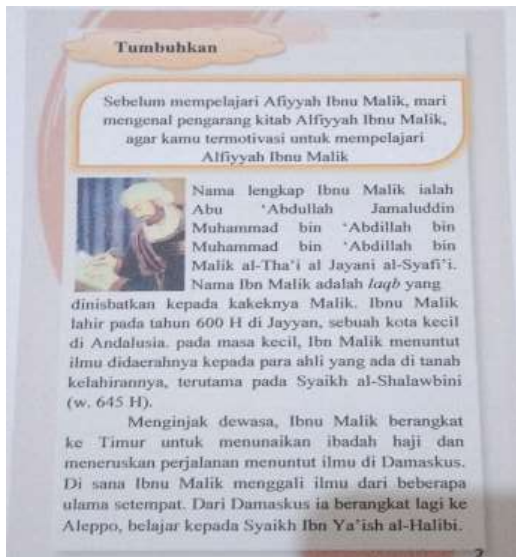 Tumbuhkan
Sebelum mempelajari Afiyyah Ibnu Malik, mari
mengenal pengarang kitab Alfiyyah Ibnu Malik,
agar kamu termotivasi untuk mempelajari
Alfiyyah Ibnu Malik
Nama lengkap Ibnu Malik ialah
Abu 'Abdullah Jamaluddin
Muhammad bin 'Abdillah bin
Muhammad bin 'Abdillah bin
Malik al-Tha'i al Jayani al-Syafi'i.
Nama Ibn Malik adalah laqb yang
dinisbatkan kepada kakeknya Malik. Ibnu Malik
lahir pada tahun 600 H di Jayyan, sebuah kota kecil
di Andalusia. pada masa kecil, Ibn Malik menuntut
ilmu didaerahnya kepada para ahli yang ada di tanah
kelahirannya, terutama pada Syaikh al-Shalawbini
(w. 645 H).
Menginjak dewasa, Ibnu Malik berangkat
ke Timur untuk menunaikan ibadah haji dan
meneruskan perjalanan menuntut ilmu di Damaskus.
Di sana Ibnu Malik menggali ilmu dari beberapa
ulama setempat. Dari Damaskus ia berangkat lagi ke
Aleppo, belajar kepada Syaikh Ibn Ya'ish al-Halibi.
2